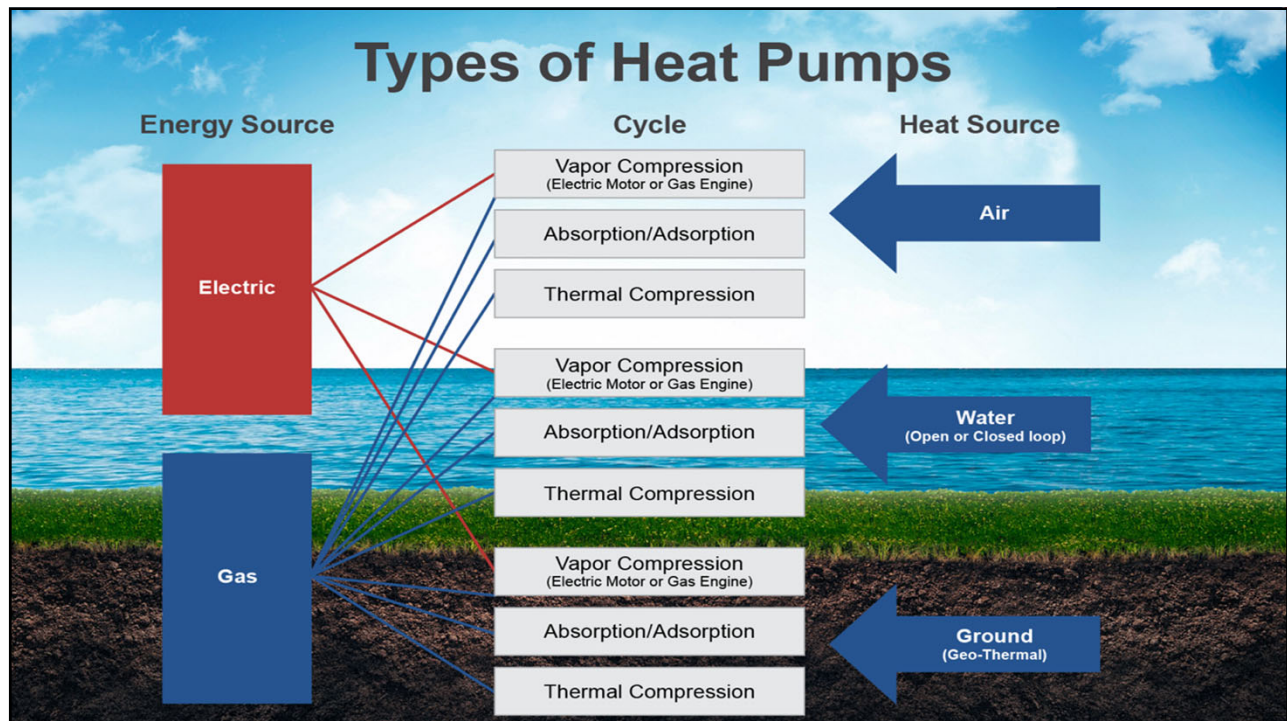 Types of Heat Pumps
Energy Source
Cycle
Heat Source
Electric
Gas
Vapor Compression
(Electric Motor or Gas Engine)
Absorption/Adsorption
Thermal Compression
Air
Vapor Compression
(Electric Motor or Gas Engine)
Absorption/Adsorption
Thermal Compression
Water
(Open or Closed loop)
Vapor Compression
(Electric Motor or Gas Engine)
Absorption/Adsorption
Thermal Compression
Ground
(Geo-Thermal)